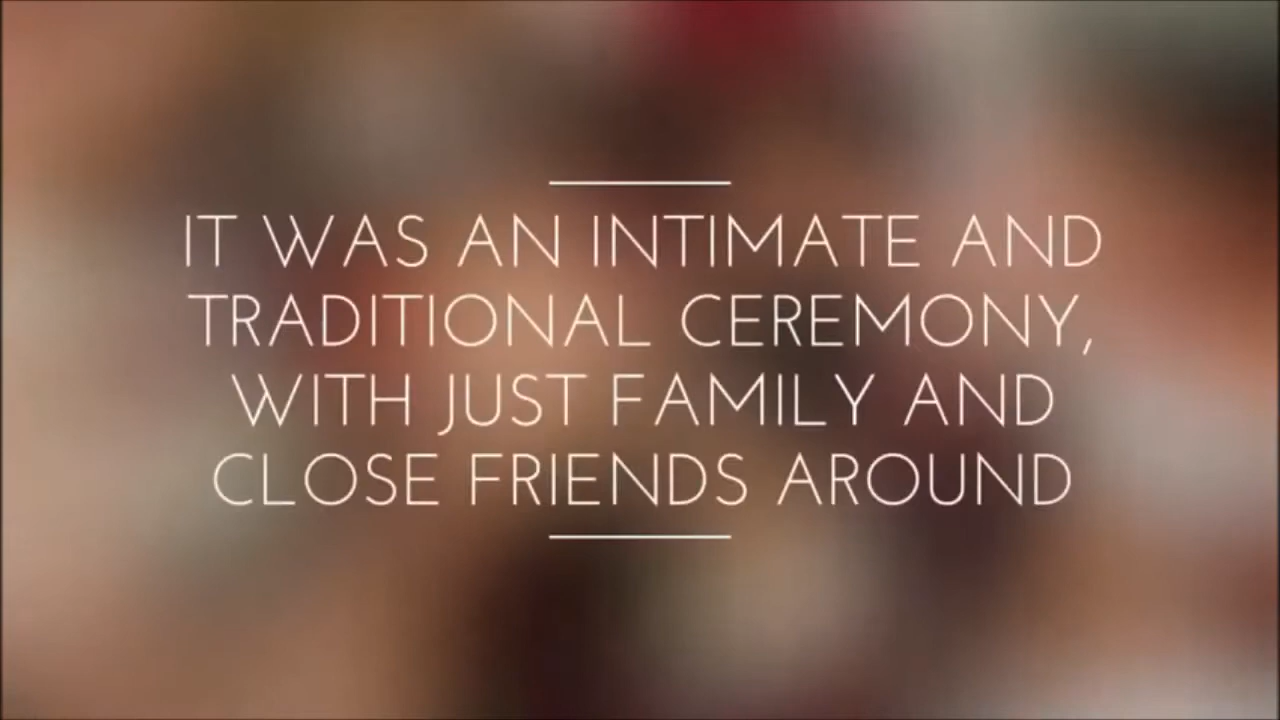 IT WAS AN INTIMATE AND
TRADITIONAL CEREMONY,
WITH JUST FAMILY AND
CLOSE FRIENDS AROUND